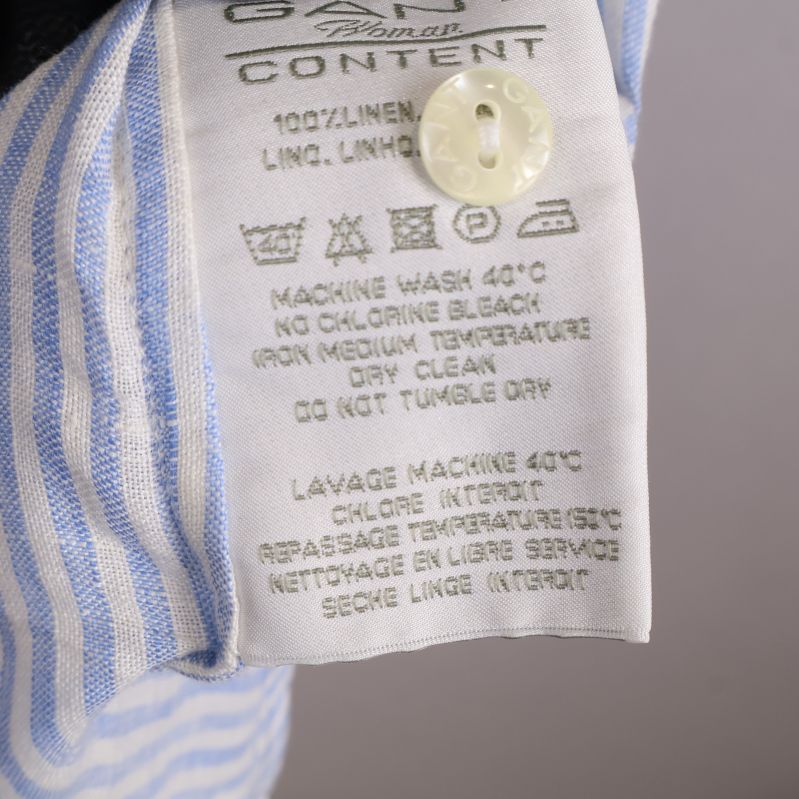 GANT
Woman
CONTENT
100%LINEN.
LINO. LINHO.
GANT GANT
40
P
MACHINE WASH 40°C
NO CHLORINE BLEACH
IRON MEDIUM TEMPERATURE
DRY CLEAN
DO NOT TUMBLE DRY
LAVAGE MACHINE 40°C
CHLORE INTERDIT
REPASSAGE TEMPERATURE 150°C
NETTOYAGE EN LIBRE SERVICE
SECHE LINGE INTERDIT